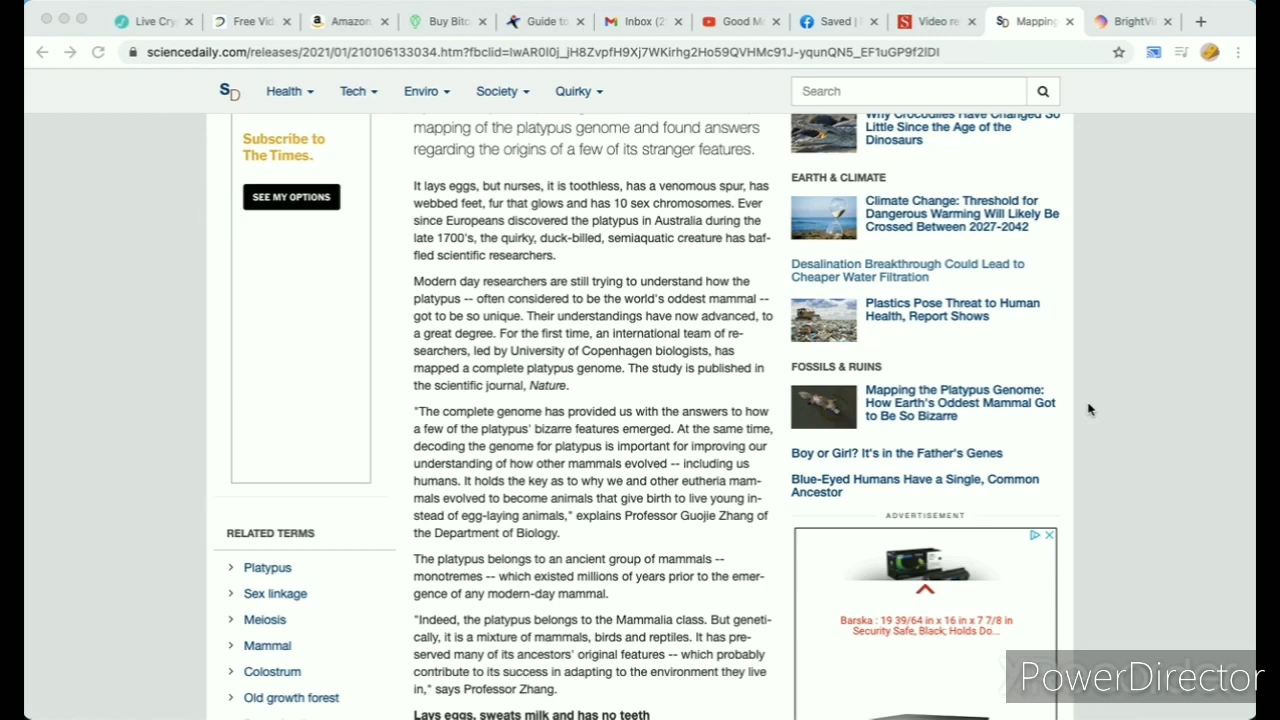 Live Cry
Free Vid
Amazon.
Buy Bitc
Guide to
Inbox (2
Good M
Saved |
Video re
Mapping
BrightVi
sciencedaily.com/releases/2021/01/210106133034.htm?fbclid=IwAR0I0j_jH8ZvpfH9Xj7WKirhg2Ho59QVHMc91J-yqunQN5_EF1uGP9f2lDI
SD
Health
Tech
Enviro
Society
Quirky
Search
Subscribe to
The Times.
SEE MY OPTIONS
RELATED TERMS
Platypus
Sex linkage
Meiosis
Mammal
Colostrum
Old growth forest
mapping of the platypus genome and found answers
regarding the origins of a few of its stranger features.
It lays eggs, but nurses, it is toothless, has a venomous spur, has
webbed feet, fur that glows and has 10 sex chromosomes. Ever
since Europeans discovered the platypus in Australia during the
late 1700's, the quirky, duck-billed, semiaquatic creature has baf-
fled scientific researchers.
Modern day researchers are still trying to understand how the
platypus -- often considered to be the world's oddest mammal --
got to be so unique. Their understandings have now advanced, to
a great degree. For the first time, an international team of re-
searchers, led by University of Copenhagen biologists, has
mapped a complete platypus genome. The study is published in
the scientific journal, Nature.
"The complete genome has provided us with the answers to how
a few of the platypus' bizarre features emerged. At the same time,
decoding the genome for platypus is important for improving our
understanding of how other mammals evolved -- including us
humans. It holds the key as to why we and other eutheria mam-
mals evolved to become animals that give birth to live young in-
stead of egg-laying animals," explains Professor Guojie Zhang of
the Department of Biology.
The platypus belongs to an ancient group of mammals --
monotremes -- which existed millions of years prior to the emer-
gence of any modern-day mammal.
"Indeed, the platypus belongs to the Mammalia class. But geneti-
cally, it is a mixture of mammals, birds and reptiles. It has pre-
served many of its ancestors' original features -- which probably
contribute to its success in adapting to the environment they live
in," says Professor Zhang.
Lays eggs, sweats milk and has no teeth
Why Crocodiles Have Changed So
Little Since the Age of the
Dinosaurs
EARTH & CLIMATE
Climate Change: Threshold for
Dangerous Warming Will Likely Be
Crossed Between 2027-2042
Desalination Breakthrough Could Lead to
Cheaper Water Filtration
Plastics Pose Threat to Human
Health, Report Shows
FOSSILS & RUINS
Mapping the Platypus Genome:
How Earth's Oddest Mammal Got
to Be So Bizarre
Boy or Girl? It's in the Father's Genes
Blue-Eyed Humans Have a Single, Common
Ancestor
ADVERTISEMENT
Barska : 19 39/64 in x 16 in x 7 7/8 in
Security Safe, Black; Holds Do...
PowerDirector